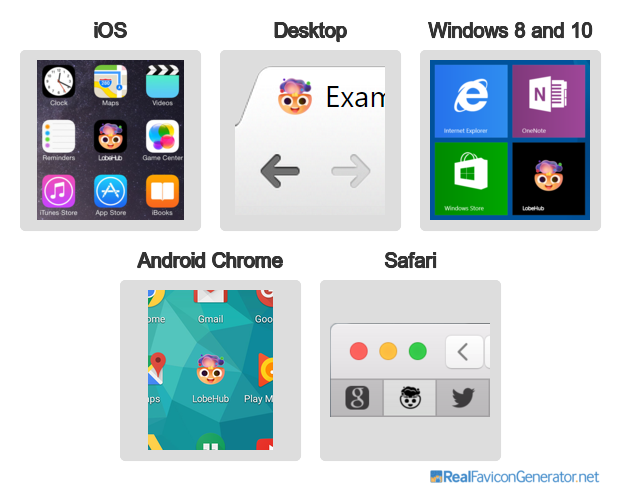 iOS
Desktop
Windows 8 and 10
Clock
Maps
Videos
Reminders
LobeHub
Game Center
iTunes Store
App Store
iBooks
Exam
Internet Explorer
OneNote
Windows Store
LobeHub
Android Chrome
Safari
ome
Gmail
Goo
aps
LobeHub
Play M
RealFaviconGenerator.net